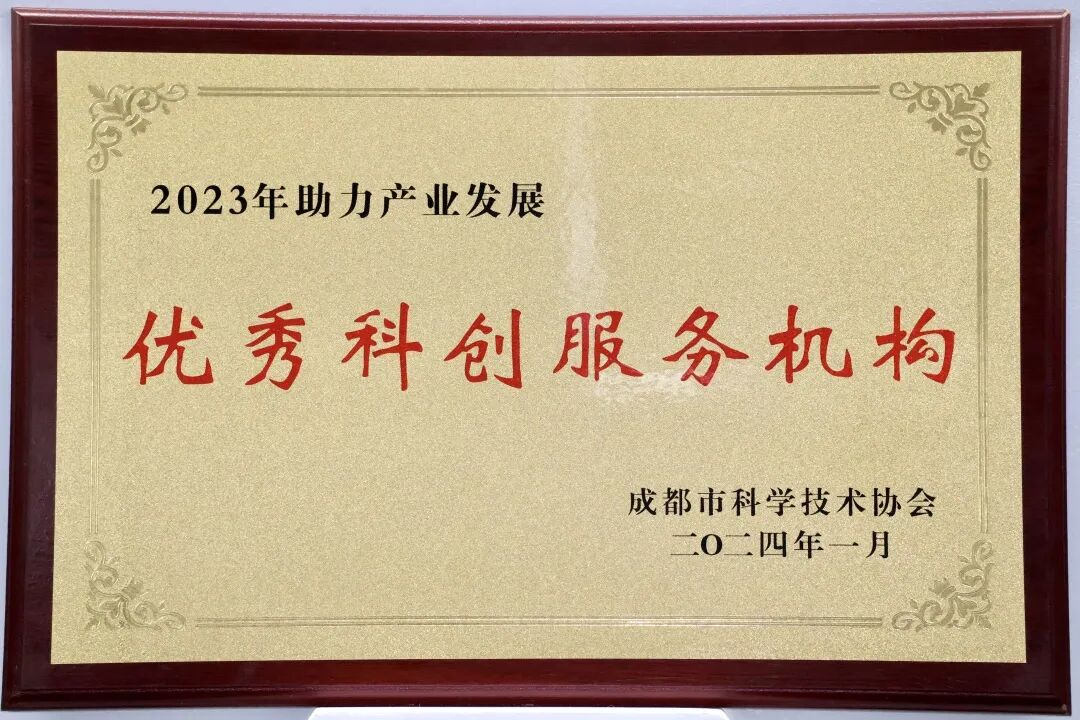 2023年助力产业发展
优秀科创服务机构
成都市科学技术协会
二O二四年一月